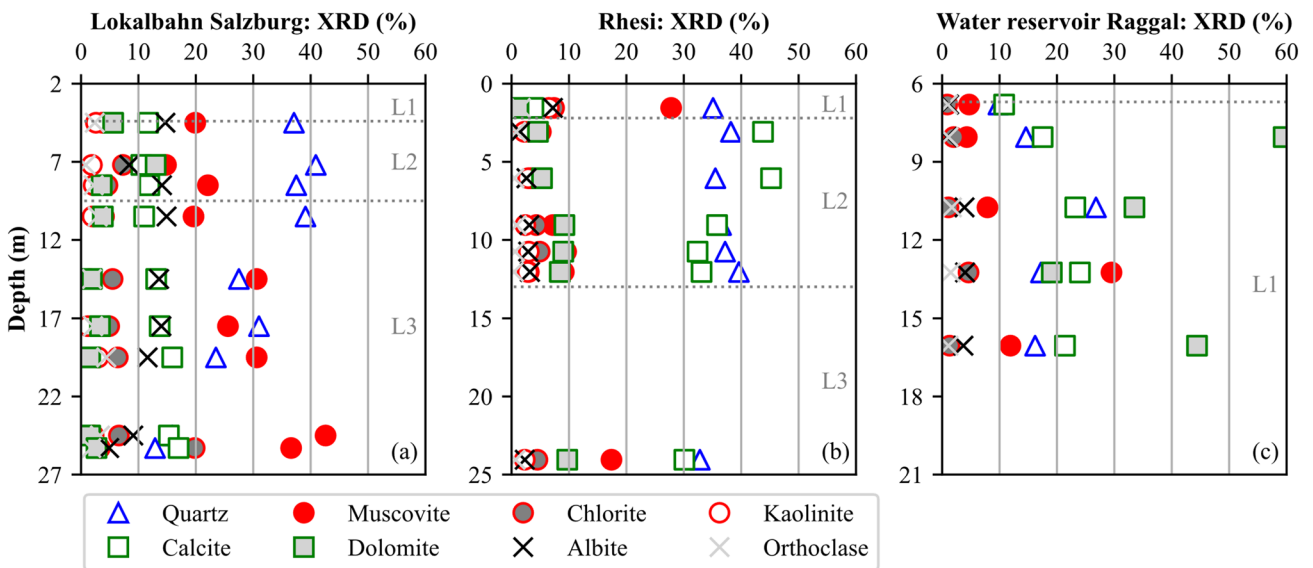 Lokalbahn Salzburg: XRD (%)
Rhesi: XRD (%)
Water reservoir Raggal: XRD (%)
0 10 20 30 40 50 60
0 10 20 30 40 50 60
0 10 20 30 40 50 60
Depth (m)
2
7
12
17
22
27
L1
L2
L3
(a)
0
5
10
15
20
25
L1
L2
L3
(b)
6
9
12
15
18
21
L1
(c)
Quartz Muscovite Chlorite Kaolinite
Calcite Dolomite Albite Orthoclase